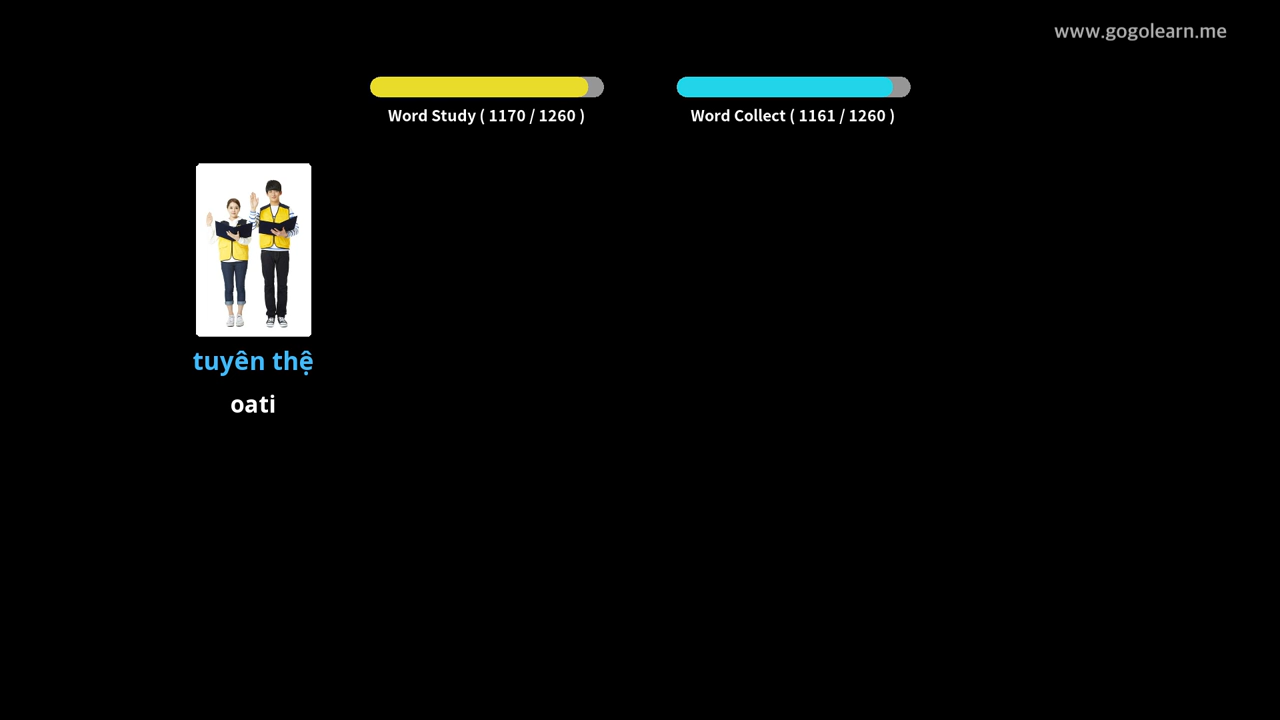 www.gogolearn.me
Word Study ( 1170 / 1260 )
Word Collect ( 1161 / 1260 )
tuyên thệ
oati